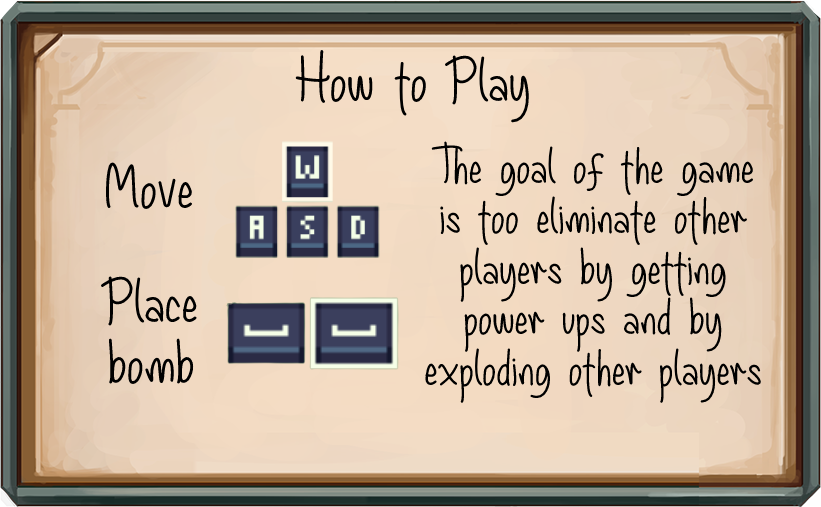 How to Play
Move
W
A S D
Place
bomb
The goal of the game
is too eliminate other
players by getting
power ups and by
exploding other players